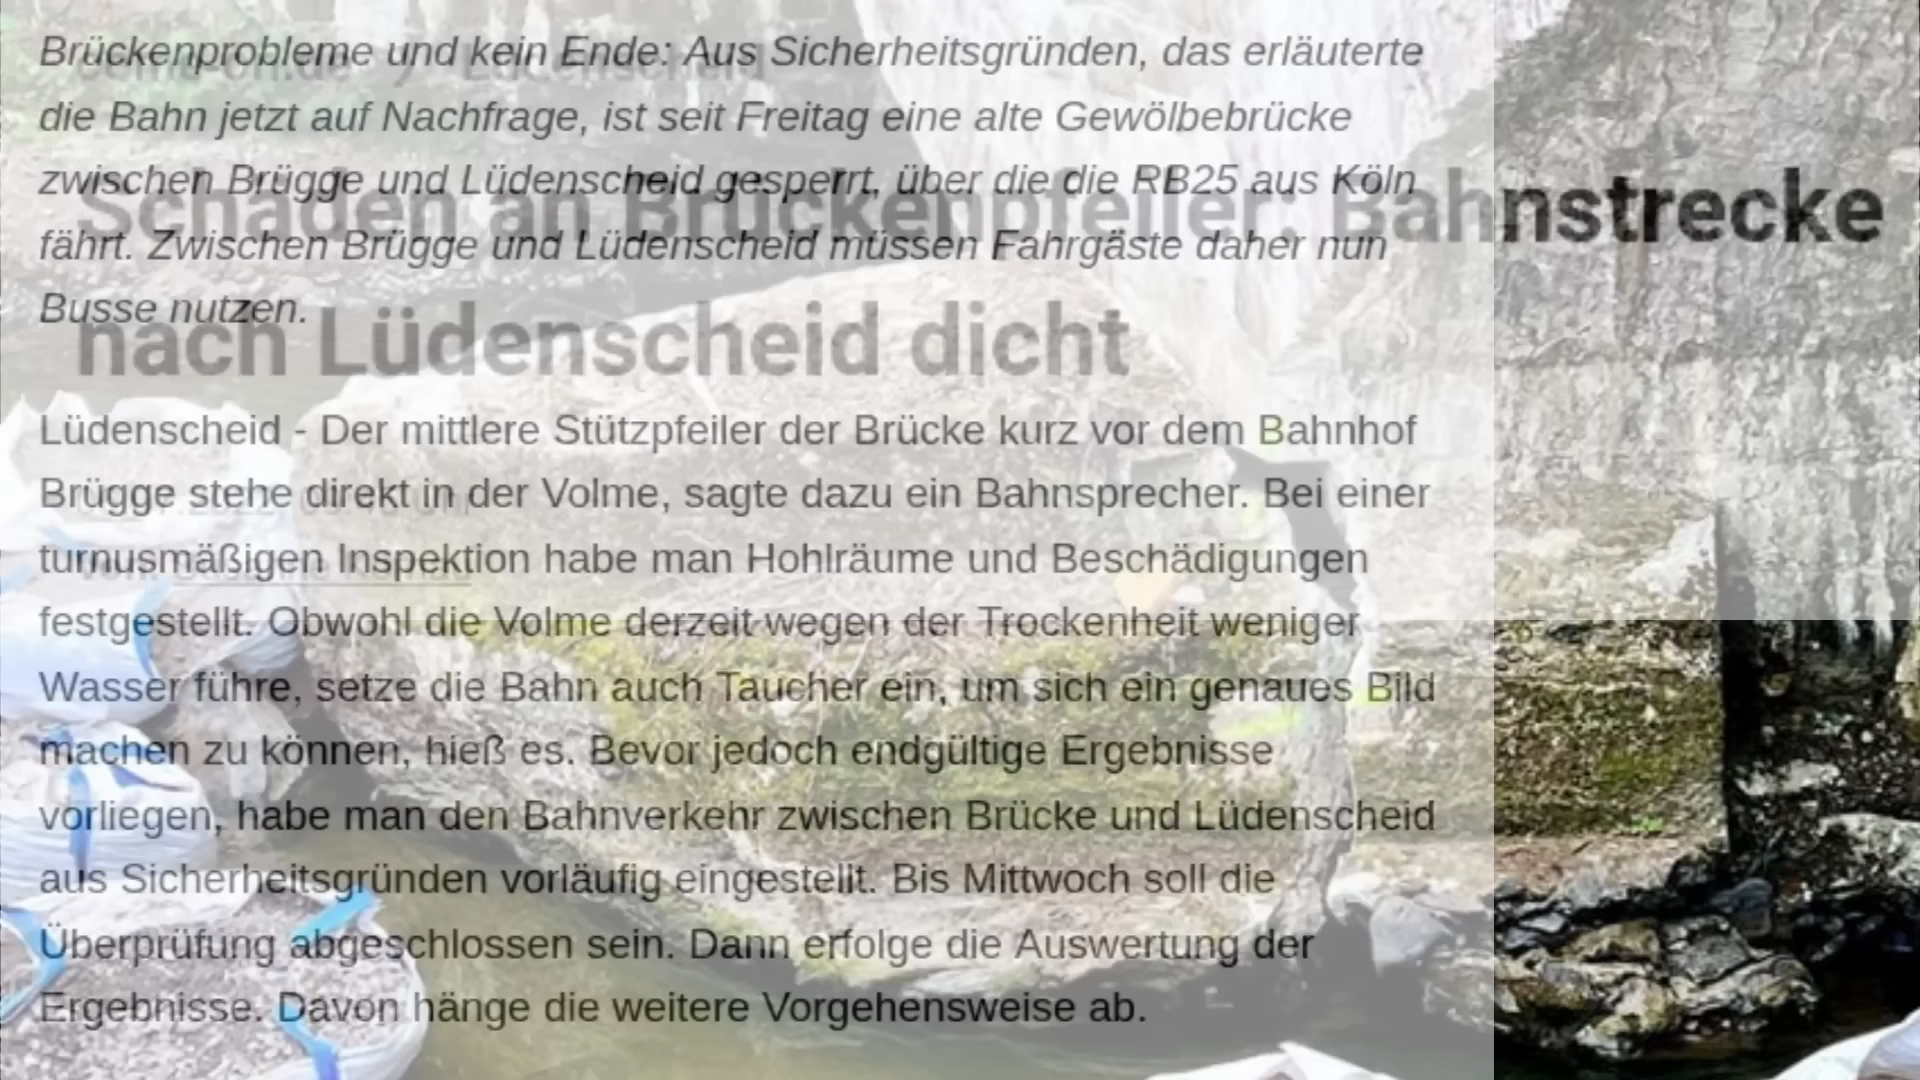 Brückenprobleme und kein Ende: Aus Sicherheitsgründen, das erläuterte
die Bahn jetzt auf Nachfrage, ist seit Freitag eine alte Gewölbebrücke
zwischen Brügge und Lüdenscheid gesperrt, über die die RB25 aus Köln
fährt. Zwischen Brügge und Lüdenscheid müssen Fahrgäste daher nun
Busse nutzen.
Schäden an Brückenpfeiler: Bahnstrecke
nach Lüdenscheid dicht
Lüdenscheid - Der mittlere Stützpfeiler der Brücke kurz vor dem Bahnhof
Brügge stehe direkt in der Volme, sagte dazu ein Bahnsprecher. Bei einer
turnusmäßigen Inspektion habe man Hohlräume und Beschädigungen
festgestellt. Obwohl die Volme derzeit wegen der Trockenheit weniger
Wasser führe, setze die Bahn auch Taucher ein, um sich ein genaues Bild
machen zu können, hieß es. Bevor jedoch endgültige Ergebnisse
vorliegen, habe man den Bahnverkehr zwischen Brücke und Lüdenscheid
aus Sicherheitsgründen vorläufig eingestellt. Bis Mittwoch soll die
Überprüfung abgeschlossen sein. Dann erfolge die Auswertung der
Ergebnisse. Davon hänge die weitere Vorgehensweise ab.